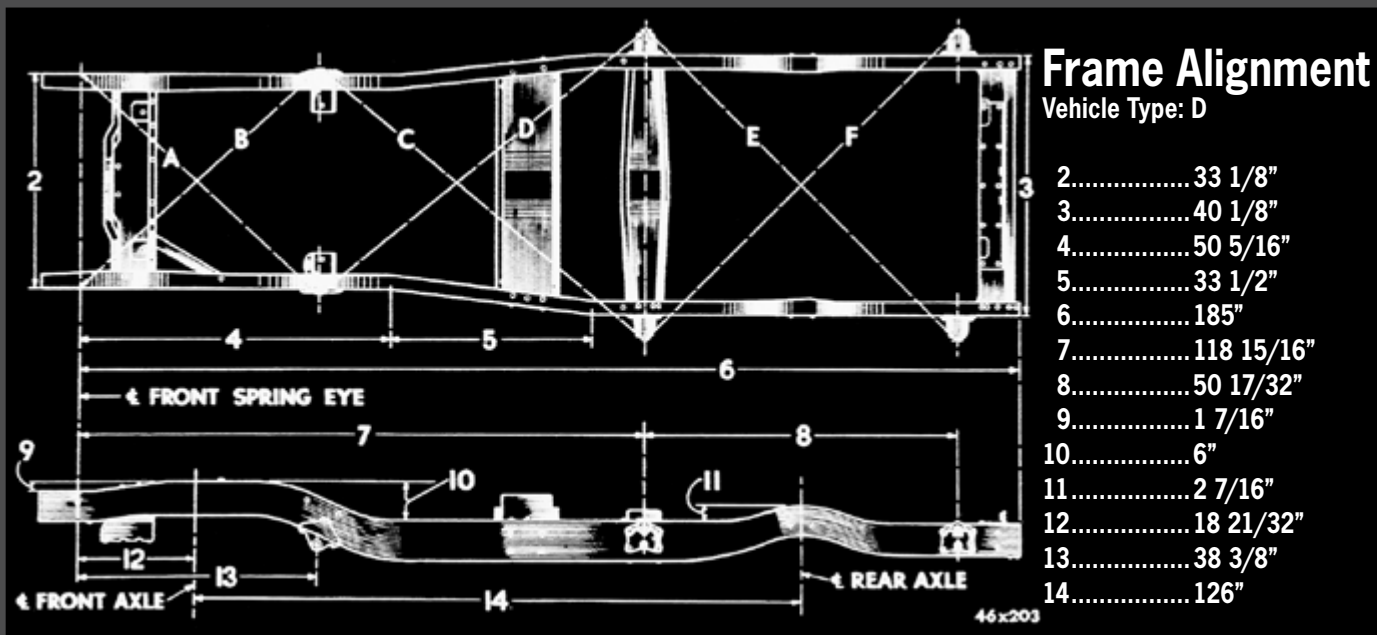 Frame Alignment
Vehicle Type: D
2.................33 1/8”
3.................40 1/8”
4.................50 5/16”
5.................33 1/2”
6.................185”
7.................118 15/16”
8.................50 17/32”
9.................1 7/16”
10.................6”
11.................2 7/16”
12.................18 21/32”
13.................38 3/8”
14.................126”
A
B
C
D
E
F
2
3
4
5
6
℄ FRONT SPRING EYE
7
8
9
10
11
12
13
℄ FRONT AXLE
14
℄ REAR AXLE
46x203